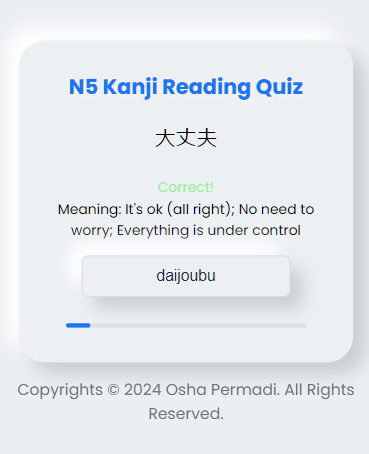 N5 Kanji Reading Quiz
大丈夫
Correct!
Meaning: It's ok (all right); No need to
worry; Everything is under control
daijoubu
Copyrights © 2024 Osha Permadi. All Rights
Reserved.